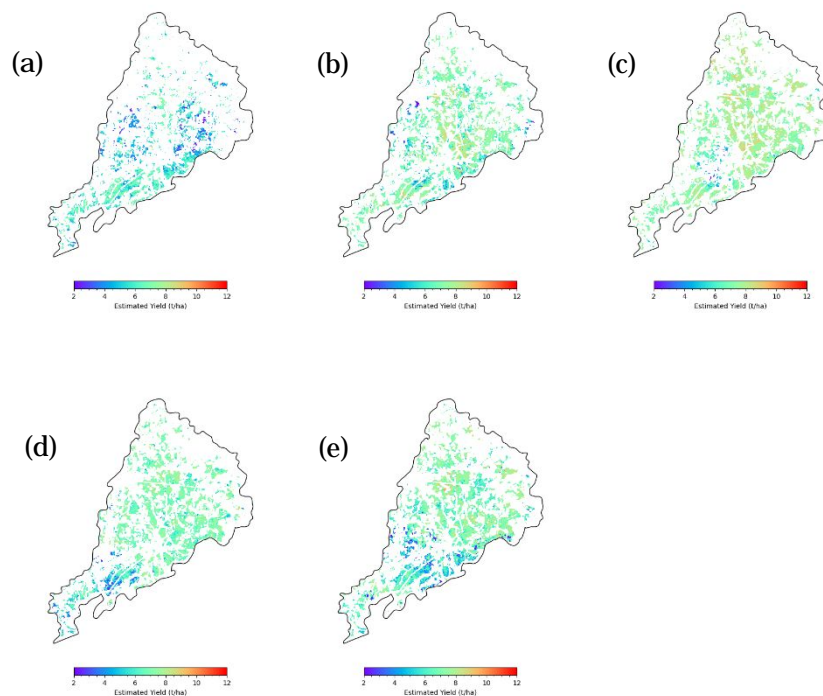 (a)
(b)
(c)
2 4 6 8 10 12
Estimated Yield (t/ha)
2 4 6 8 10 12
Estimated Yield (t/ha)
2 4 6 8 10 12
Estimated Yield (t/ha)
(d)
(e)
2 4 6 8 10 12
Estimated Yield (t/ha)
2 4 6 8 10 12
Estimated Yield (t/ha)